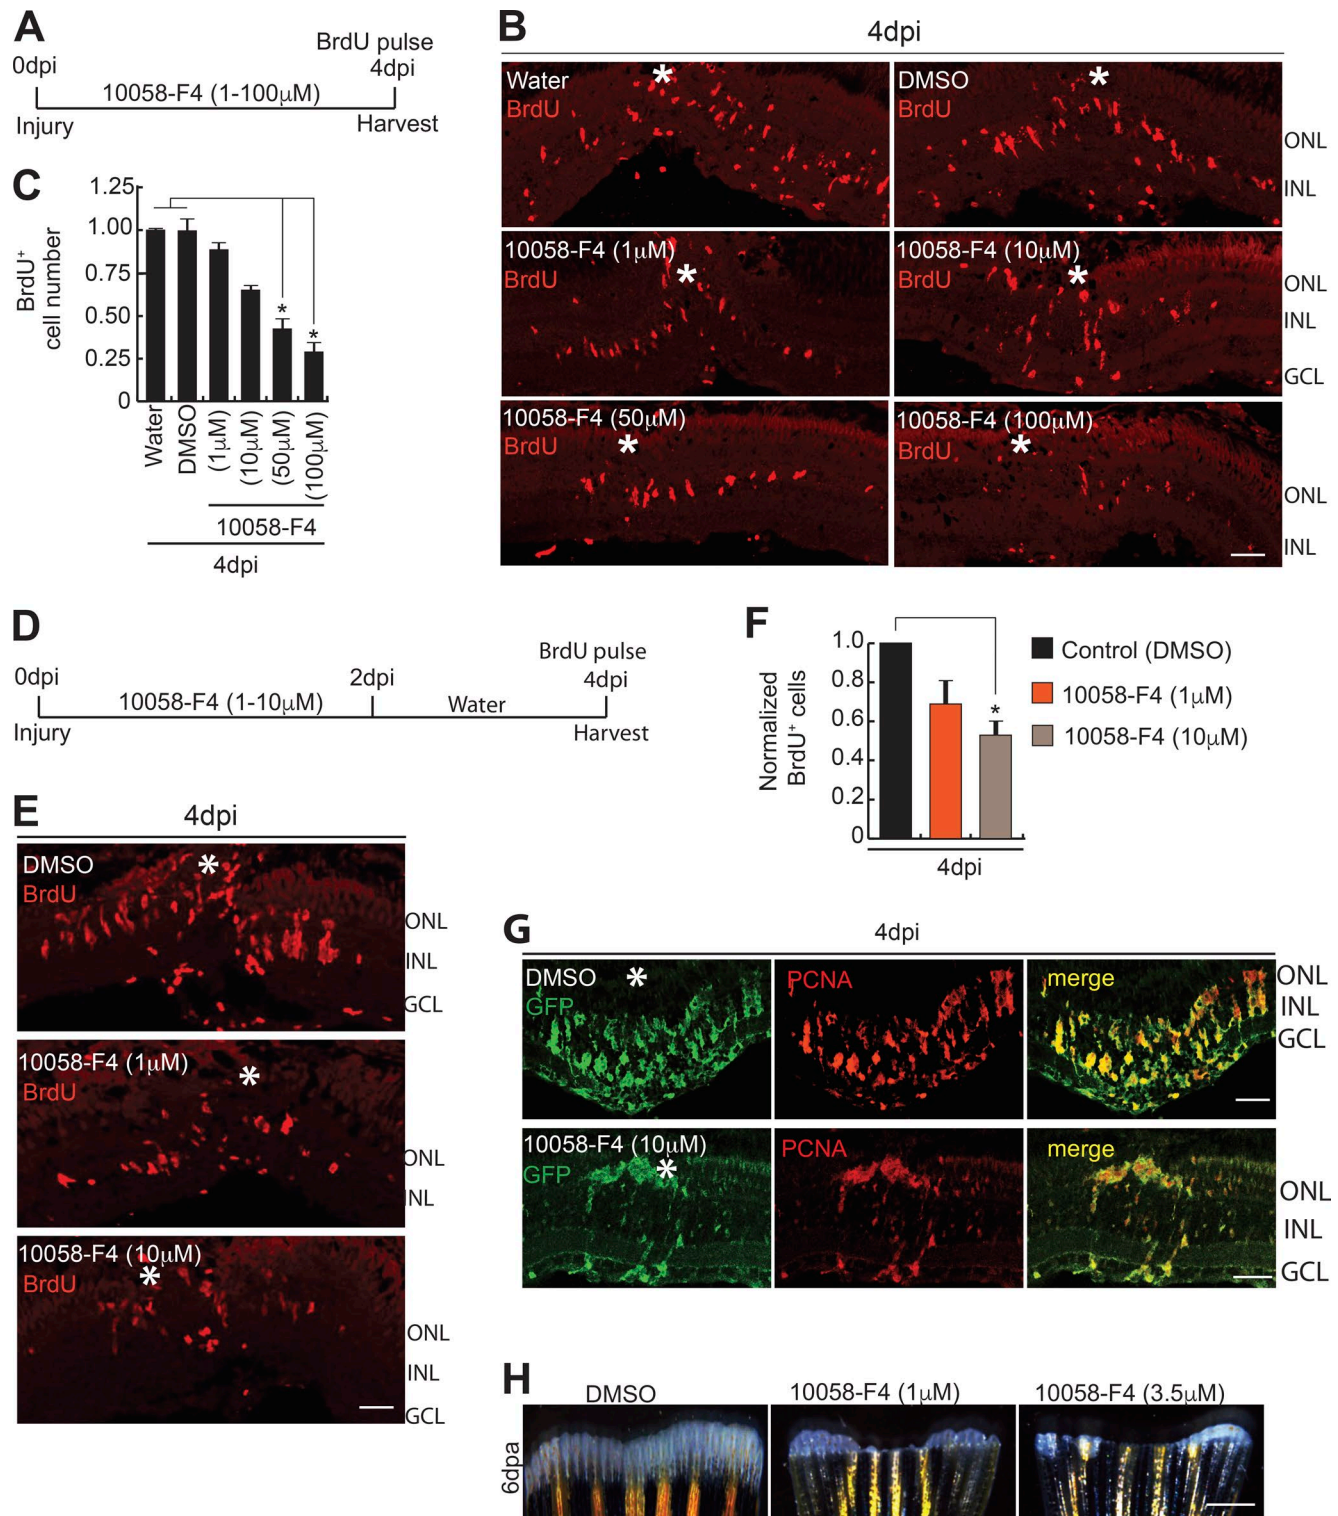 A
BrdU pulse
0dpi
4dpi
10058-F4 (1-100μM)
Injury
Harvest
B
4dpi
Water
BrdU
DMSO
BrdU
ONL
INL
10058-F4 (1μM)
BrdU
10058-F4 (10μM)
BrdU
ONL
INL
GCL
10058-F4 (50μM)
BrdU
10058-F4 (100μM)
BrdU
ONL
INL
C
BrdU⁺
cell number
1.25
1.00
0.75
0.50
0.25
0
*
*
Water
DMSO
(1μM)
(10μM)
(50μM)
(100μM)
10058-F4
4dpi
D
BrdU pulse
0dpi
2dpi
4dpi
10058-F4 (1-10μM)
Water
Injury
Harvest
E
4dpi
DMSO
BrdU
ONL
INL
GCL
10058-F4 (1μM)
BrdU
ONL
INL
10058-F4 (10μM)
BrdU
ONL
INL
GCL
F
Normalized
BrdU⁺ cells
1.0
0.8
0.6
0.4
0.2
0
*
4dpi
Control (DMSO)
10058-F4 (1μM)
10058-F4 (10μM)
G
4dpi
DMSO
GFP
PCNA
merge
ONL
INL
GCL
10058-F4 (10μM)
GFP
PCNA
merge
ONL
INL
GCL
H
DMSO
10058-F4 (1μM)
10058-F4 (3.5μM)
6dpa